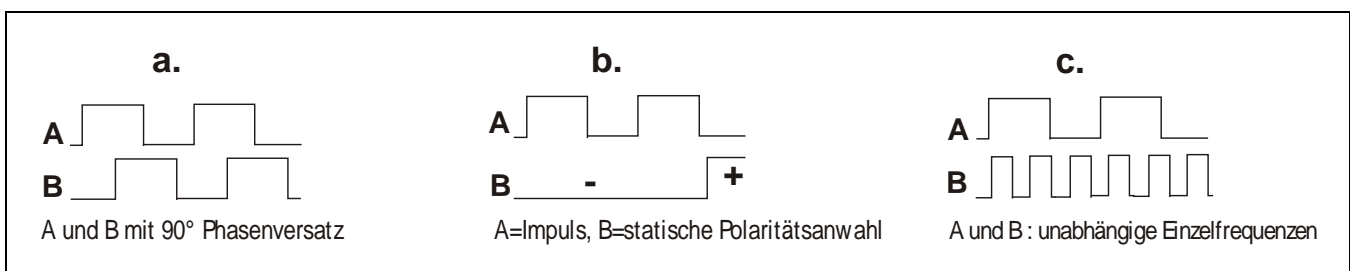 a.
A
B
A und B mit 90° Phasenversatz
b.
A
B - +
A=Impuls, B=statische Polaritätsanwahl
c.
A
B
A und B : unabhängige Einzelfrequenzen